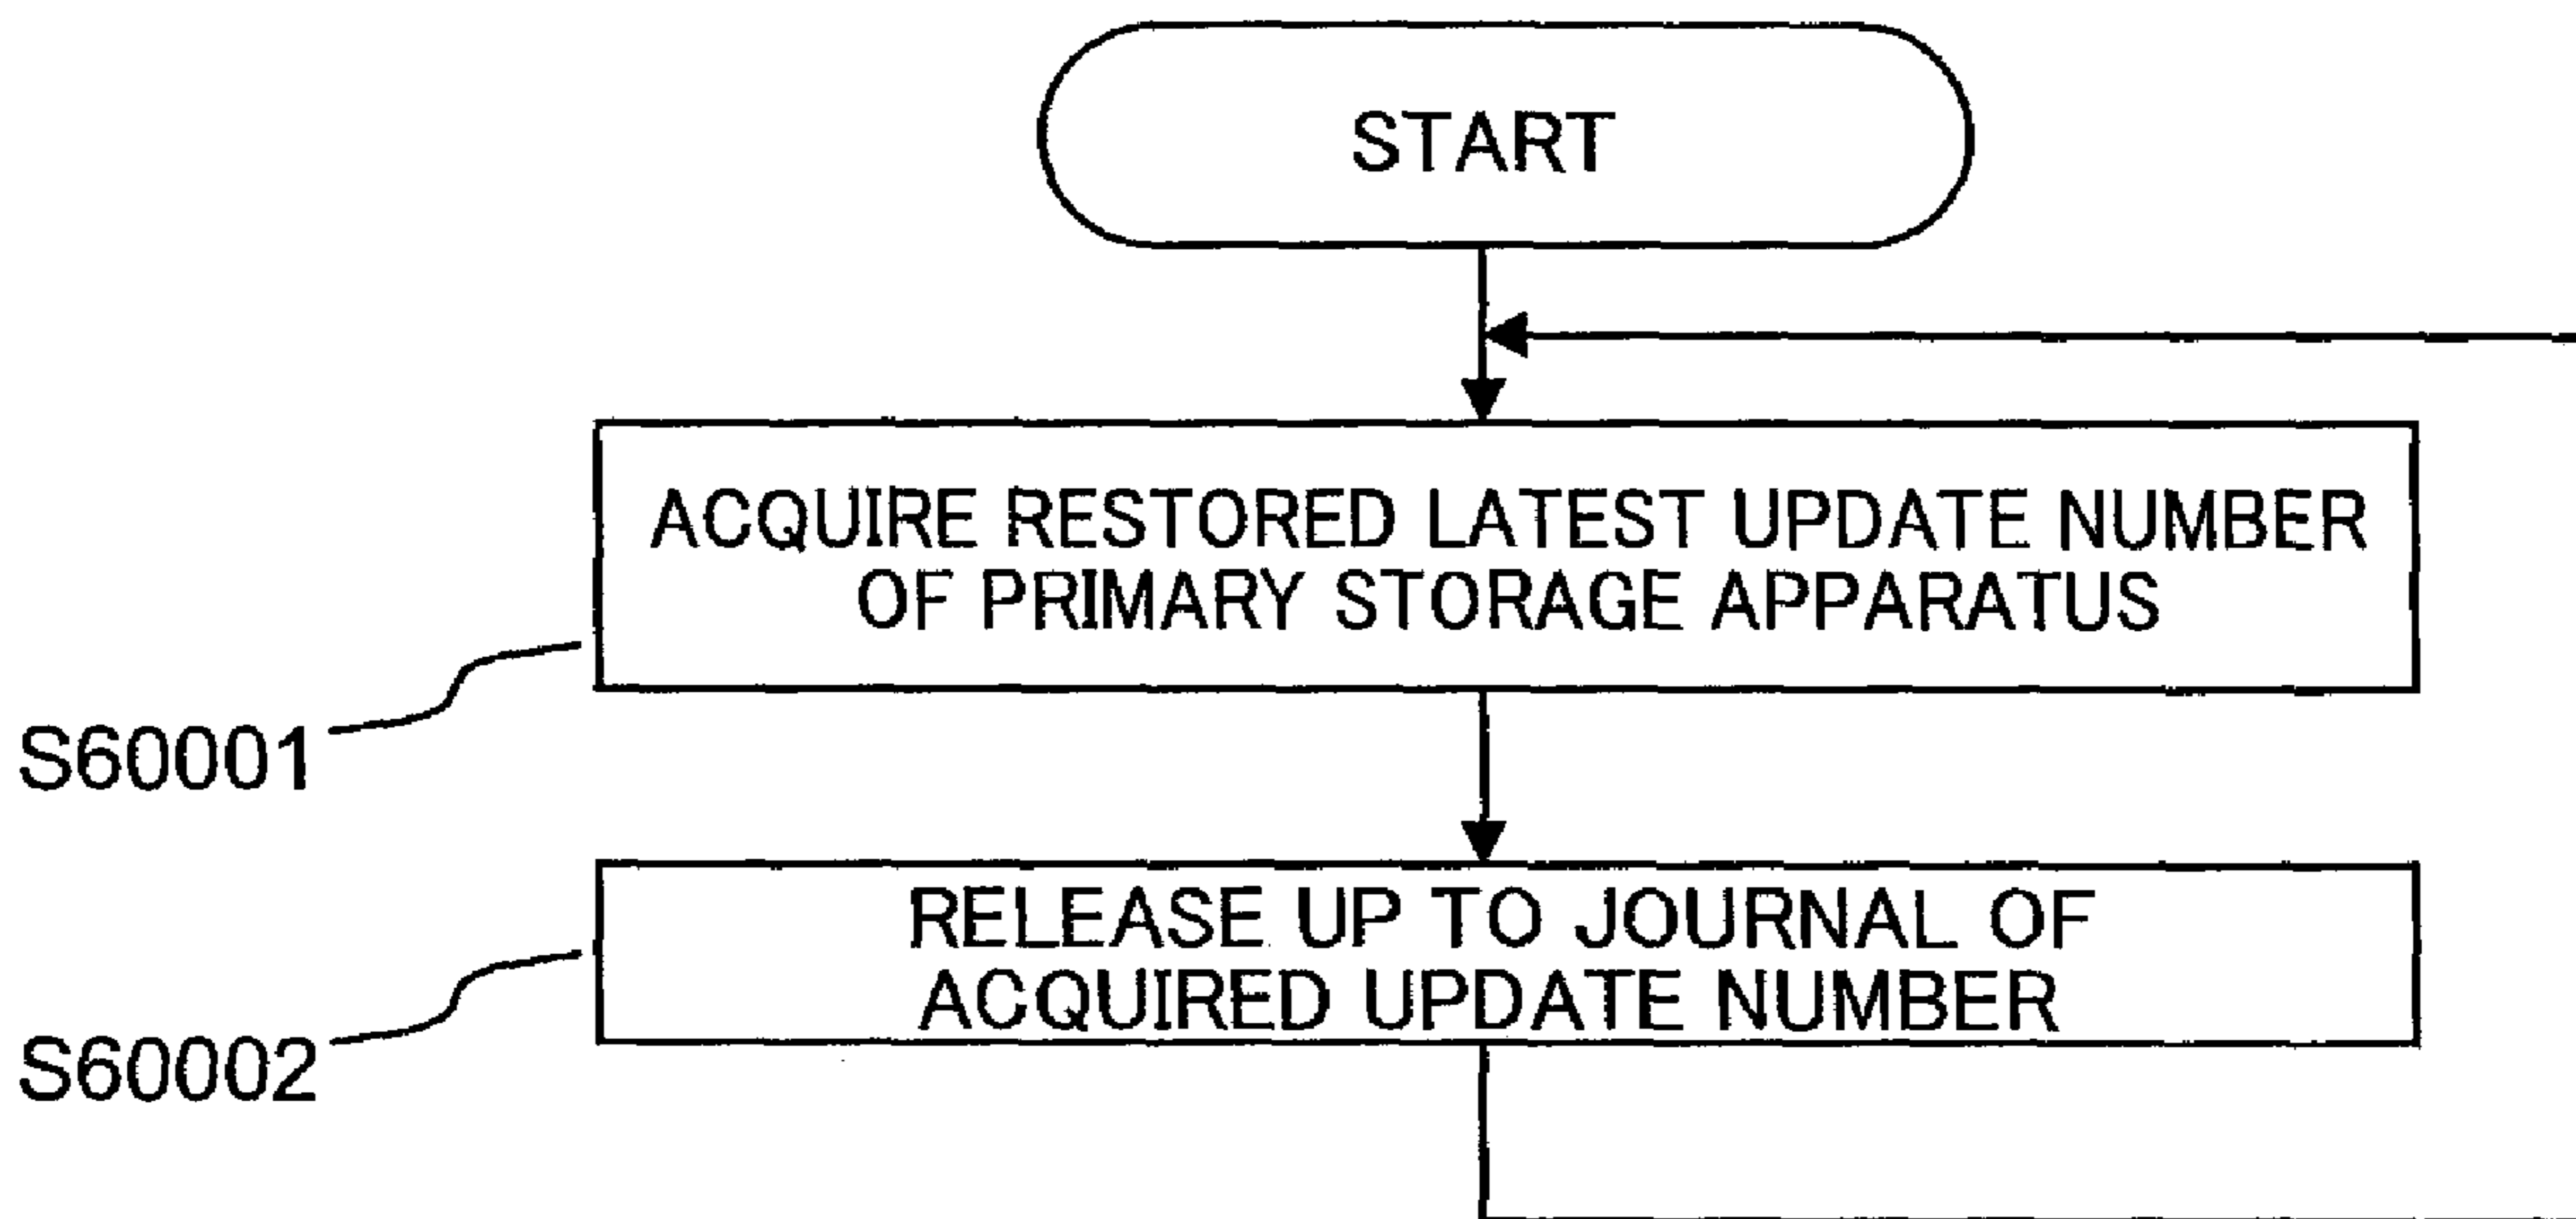 START
ACQUIRE RESTORED LATEST UPDATE NUMBER
OF PRIMARY STORAGE APPARATUS
S60001
RELEASE UP TO JOURNAL OF
ACQUIRED UPDATE NUMBER
S60002